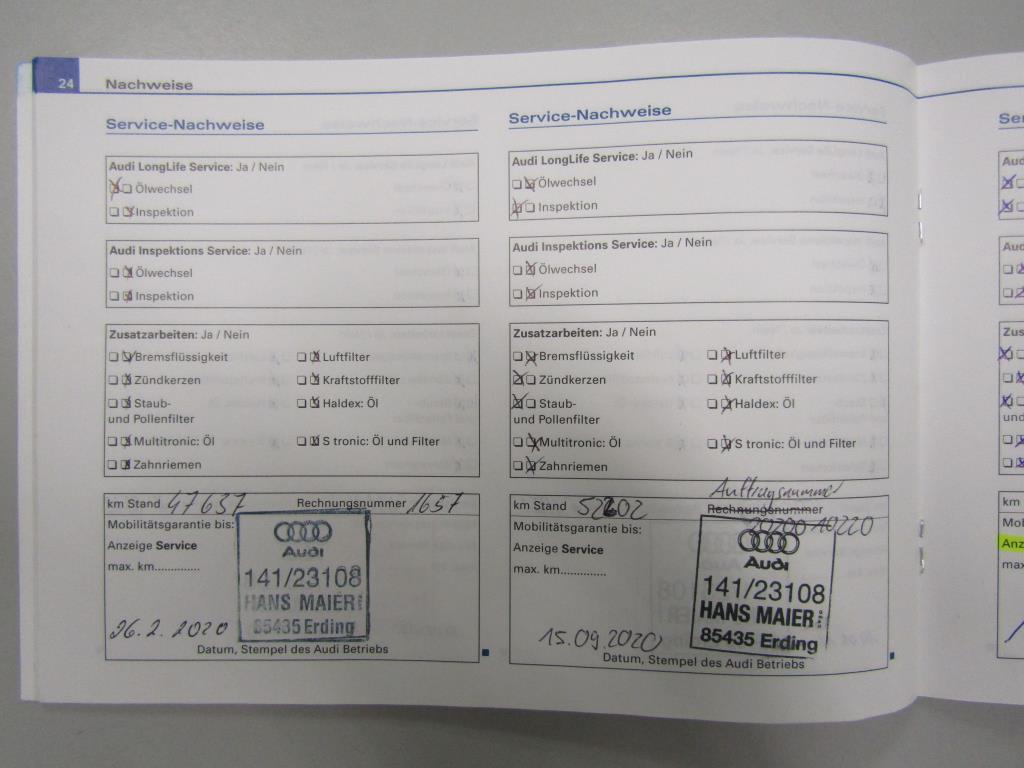 24 Nachweise
Service-Nachweise
Audi LongLife Service: Ja / Nein
Ölwechsel
Inspektion
Audi Inspektions Service: Ja / Nein
Ölwechsel
Inspektion
Zusatzarbeiten: Ja / Nein
Bremsflüssigkeit Luftfilter
Zündkerzen Kraftstofffilter
Staub- Haldex: Öl
und Pollenfilter
Multitronic: Öl S tronic: Öl und Filter
Zahnriemen
km Stand 47637 Rechnungsnummer 1657
Mobilitätsgarantie bis:
Anzeige Service
max. km..............
Audi
141/23108
HANS MAIER
85435 Erding
26.2.2020
Datum, Stempel des Audi Betriebs
Service-Nachweise
Audi LongLife Service: Ja / Nein
Ölwechsel
Inspektion
Audi Inspektions Service: Ja / Nein
Ölwechsel
Inspektion
Zusatzarbeiten: Ja / Nein
Bremsflüssigkeit Luftfilter
Zündkerzen Kraftstofffilter
Staub- Haldex: Öl
und Pollenfilter
Multitronic: Öl S tronic: Öl und Filter
Zahnriemen
Auftragsnummer
km Stand 52202 Rechnungsnummer
Mobilitätsgarantie bis: 2020010220
Anzeige Service
max. km..............
Audi
141/23108
HANS MAIER
85435 Erding
15.09.2020
Datum, Stempel des Audi Betriebs